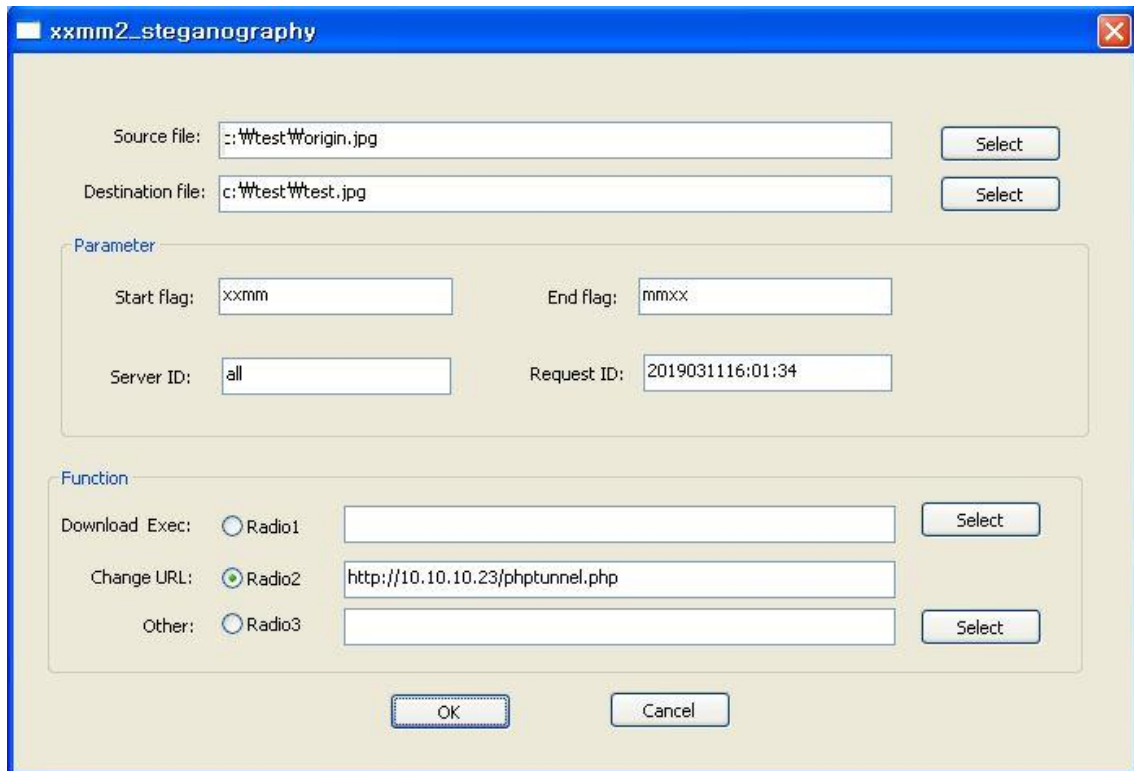 xxmm2_steganography
Source file: c:₩test₩origin.jpg Select
Destination file: c:₩test₩test.jpg Select
Parameter
Start flag: xxmm End flag: mmxx
Server ID: all Request ID: 2019031116:01:34
Function
Download Exec: Radio1 Select
Change URL: Radio2 http://10.10.10.23/phptunnel.php
Other: Radio3 Select
OK Cancel